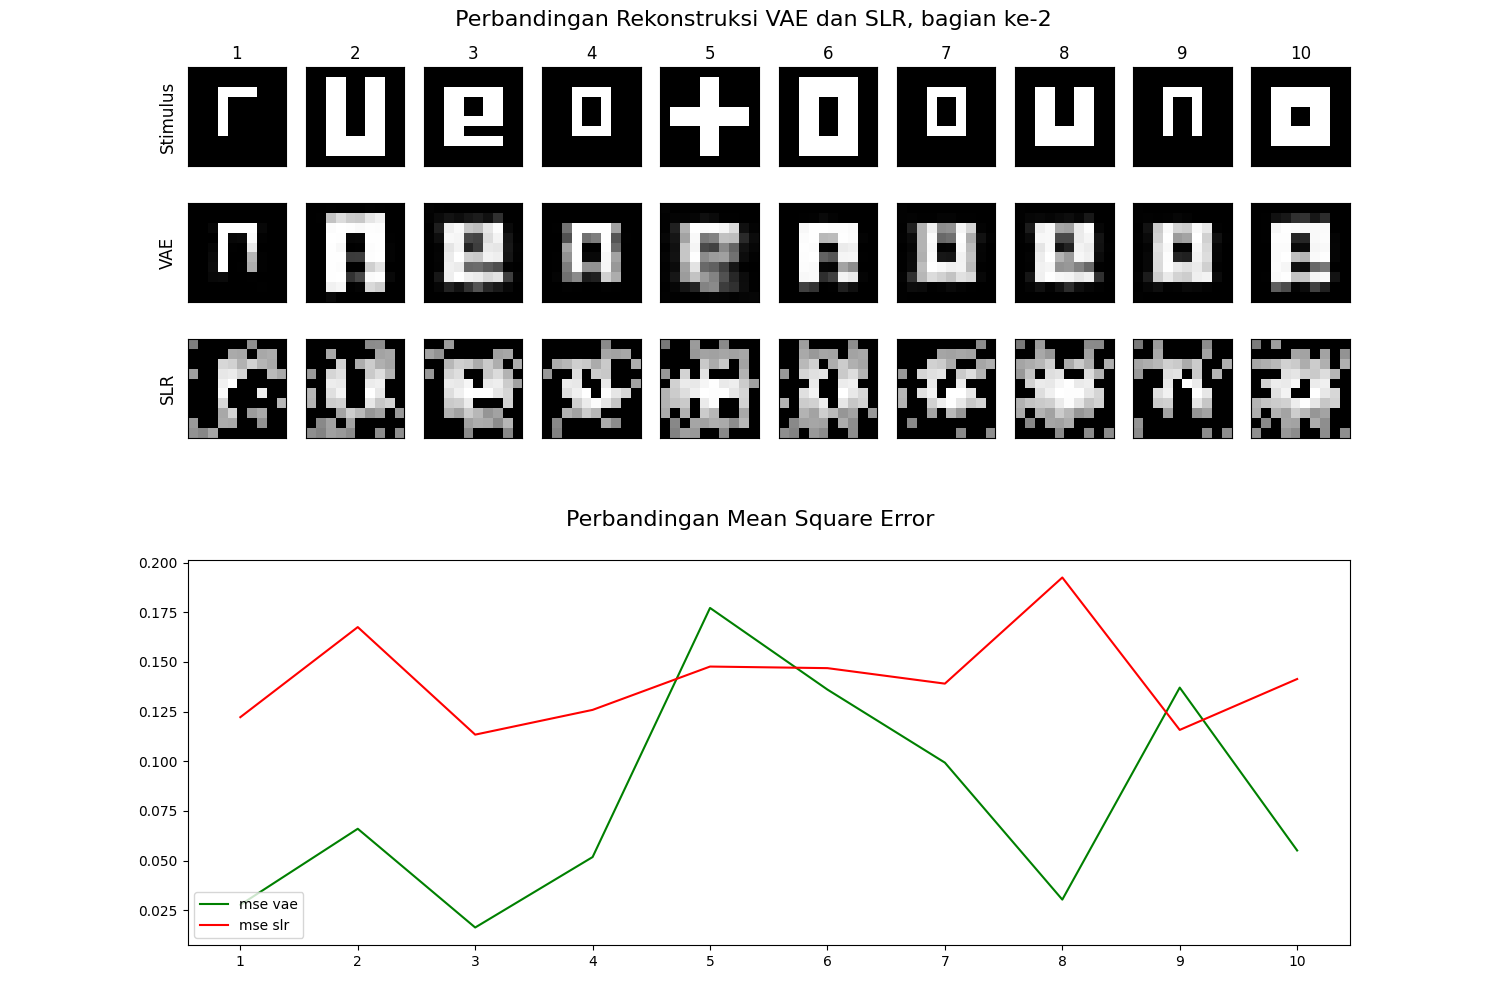 Perbandingan Rekonstruksi VAE dan SLR, bagian ke-2
1 2 3 4 5 6 7 8 9 10
Stimulus
r u e o + 0 o u n o
VAE
SLR
Perbandingan Mean Square Error
0.200
0.175
0.150
0.125
0.100
0.075
0.050
0.025
mse vae
mse slr
1 2 3 4 5 6 7 8 9 10